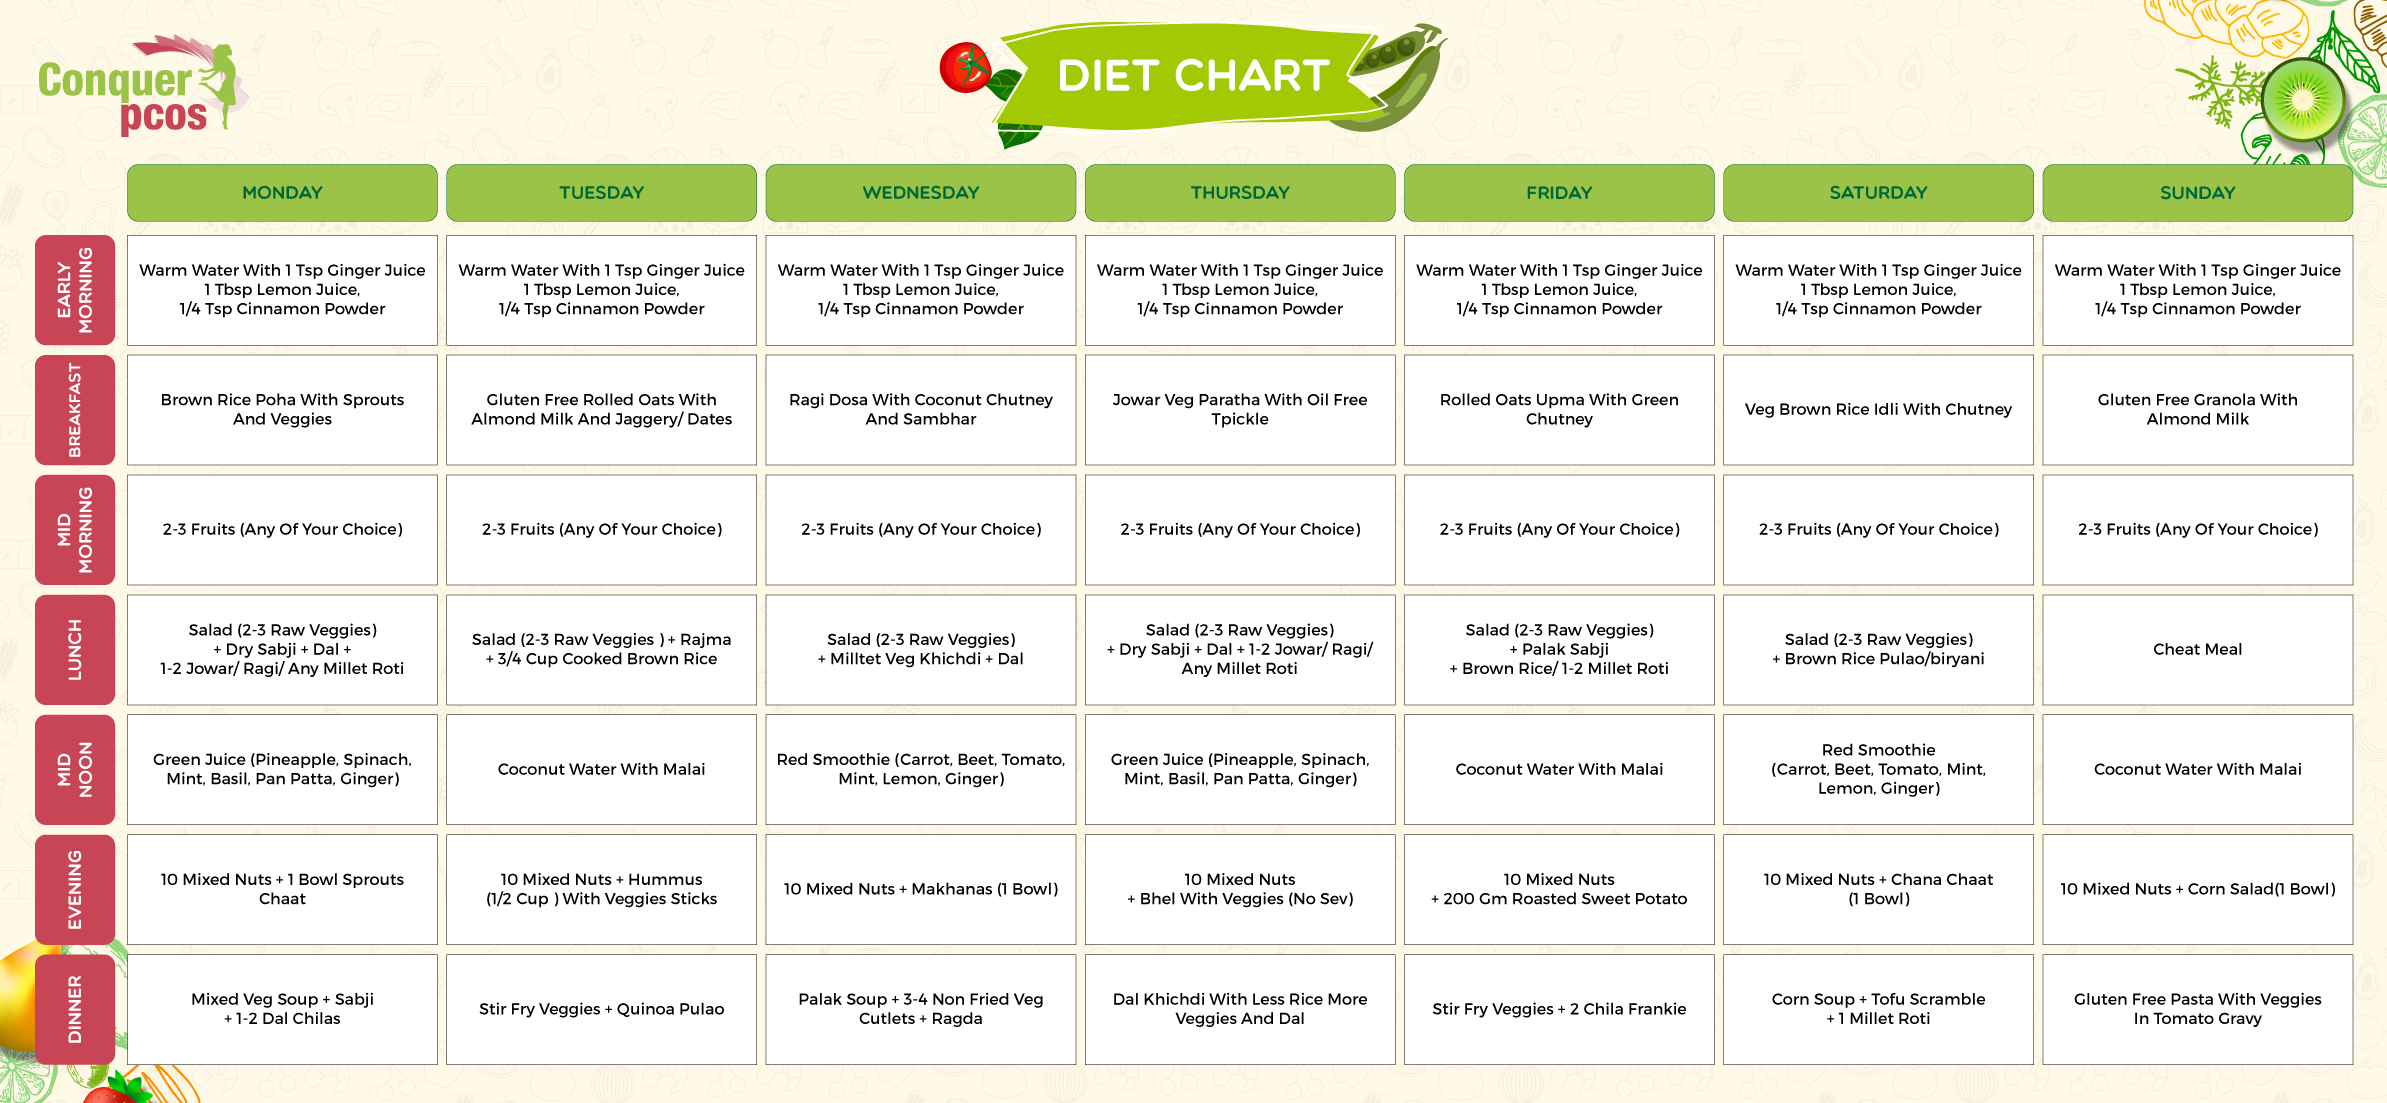 Conquer
pcos
DIET CHART
MONDAY
TUESDAY
WEDNESDAY
THURSDAY
FRIDAY
SATURDAY
SUNDAY
EARLY
MORNING
Warm Water With 1 Tsp Ginger Juice
1 Tbsp Lemon Juice,
1/4 Tsp Cinnamon Powder
Warm Water With 1 Tsp Ginger Juice
1 Tbsp Lemon Juice,
1/4 Tsp Cinnamon Powder
Warm Water With 1 Tsp Ginger Juice
1 Tbsp Lemon Juice,
1/4 Tsp Cinnamon Powder
Warm Water With 1 Tsp Ginger Juice
1 Tbsp Lemon Juice,
1/4 Tsp Cinnamon Powder
Warm Water With 1 Tsp Ginger Juice
1 Tbsp Lemon Juice,
1/4 Tsp Cinnamon Powder
Warm Water With 1 Tsp Ginger Juice
1 Tbsp Lemon Juice,
1/4 Tsp Cinnamon Powder
Warm Water With 1 Tsp Ginger Juice
1 Tbsp Lemon Juice,
1/4 Tsp Cinnamon Powder
BREAKFAST
Brown Rice Poha With Sprouts
And Veggies
Gluten Free Rolled Oats With
Almond Milk And Jaggery/ Dates
Ragi Dosa With Coconut Chutney
And Sambhar
Jowar Veg Paratha With Oil Free
Tpickle
Rolled Oats Upma With Green
Chutney
Veg Brown Rice Idli With Chutney
Gluten Free Granola With
Almond Milk
MID
MORNING
2-3 Fruits (Any Of Your Choice)
2-3 Fruits (Any Of Your Choice)
2-3 Fruits (Any Of Your Choice)
2-3 Fruits (Any Of Your Choice)
2-3 Fruits (Any Of Your Choice)
2-3 Fruits (Any Of Your Choice)
2-3 Fruits (Any Of Your Choice)
LUNCH
Salad (2-3 Raw Veggies)
+ Dry Sabji + Dal +
1-2 Jowar/ Ragi/ Any Millet Roti
Salad (2-3 Raw Veggies ) + Rajma
+ 3/4 Cup Cooked Brown Rice
Salad (2-3 Raw Veggies)
+ Milltet Veg Khichdi + Dal
Salad (2-3 Raw Veggies)
+ Dry Sabji + Dal + 1-2 Jowar/ Ragi/
Any Millet Roti
Salad (2-3 Raw Veggies)
+ Palak Sabji
+ Brown Rice/ 1-2 Millet Roti
Salad (2-3 Raw Veggies)
+ Brown Rice Pulao/biryani
Cheat Meal
MID
NOON
Green Juice (Pineapple, Spinach,
Mint, Basil, Pan Patta, Ginger)
Coconut Water With Malai
Red Smoothie (Carrot, Beet, Tomato,
Mint, Lemon, Ginger)
Green Juice (Pineapple, Spinach,
Mint, Basil, Pan Patta, Ginger)
Coconut Water With Malai
Red Smoothie
(Carrot, Beet, Tomato, Mint,
Lemon, Ginger)
Coconut Water With Malai
EVENING
10 Mixed Nuts + 1 Bowl Sprouts
Chaat
10 Mixed Nuts + Hummus
(1/2 Cup ) With Veggies Sticks
10 Mixed Nuts + Makhanas (1 Bowl)
10 Mixed Nuts
+ Bhel With Veggies (No Sev)
10 Mixed Nuts
+ 200 Gm Roasted Sweet Potato
10 Mixed Nuts + Chana Chaat
(1 Bowl)
10 Mixed Nuts + Corn Salad(1 Bowl)
DINNER
Mixed Veg Soup + Sabji
+ 1-2 Dal Chilas
Stir Fry Veggies + Quinoa Pulao
Palak Soup + 3-4 Non Fried Veg
Cutlets + Ragda
Dal Khichdi With Less Rice More
Veggies And Dal
Stir Fry Veggies + 2 Chila Frankie
Corn Soup + Tofu Scramble
+ 1 Millet Roti
Gluten Free Pasta With Veggies
In Tomato Gravy